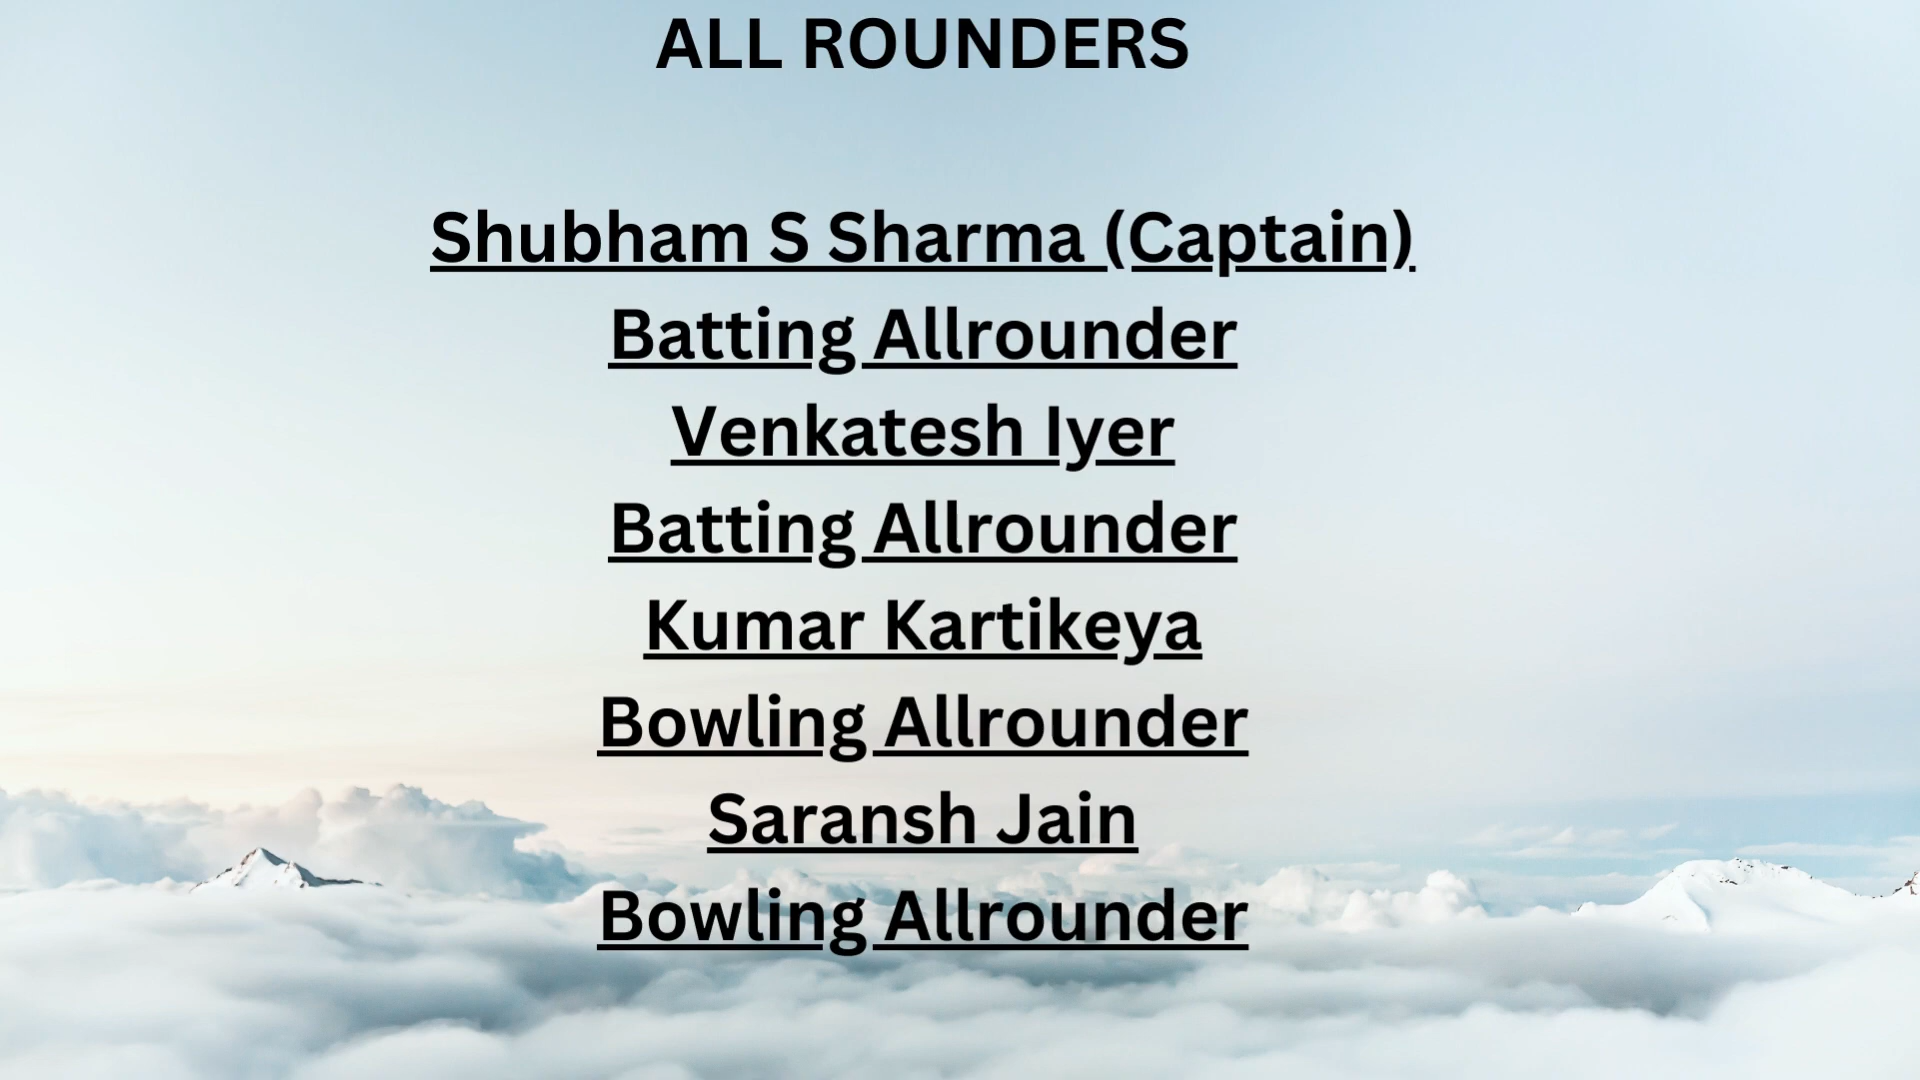 ALL ROUNDERS
Shubham S Sharma (Captain)
Batting Allrounder
Venkatesh Iyer
Batting Allrounder
Kumar Kartikeya
Bowling Allrounder
Saransh Jain
Bowling Allrounder